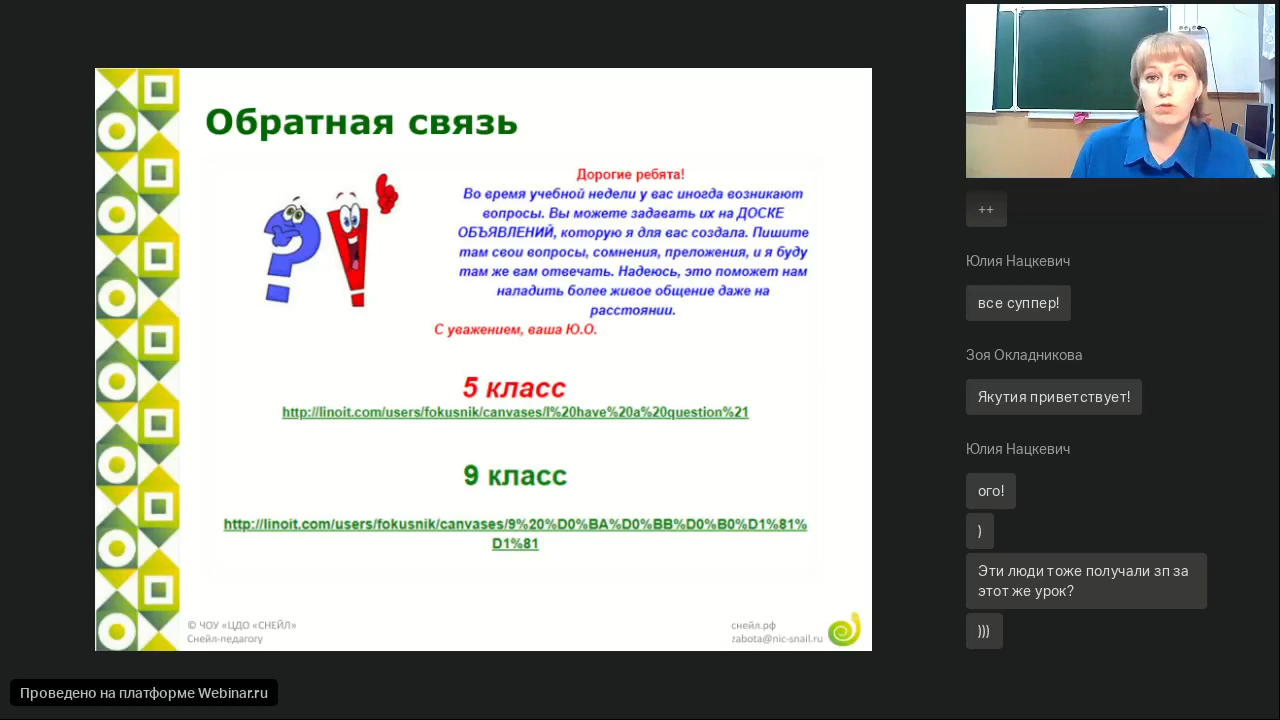 Обратная связь
Дорогие ребята!
Во время учебной недели у вас иногда возникают
вопросы. Вы можете задавать их на ДОСКЕ
ОБЪЯВЛЕНИЙ, которую я для вас создала. Пишите
там свои вопросы, сомнения, преложения, и я буду
там же вам отвечать. Надеюсь, это поможет нам
наладить более живое общение даже на
расстоянии.
С уважением, ваша Ю.О.
5 класс
http://linoit.com/users/fokusnik/canvases/I%20have%20a%20question%21
9 класс
http://linoit.com/users/fokusnik/canvases/9%20%D0%BA%D0%BB%D0%B0%D1%81%
D1%81
© ЧОУ «ЦДО «СНЕЙЛ»
Снейл-педагогу
снейл.рф
zabota@nic-snail.ru
Проведено на платформе Webinar.ru
++
Юлия Нацкевич
все суппер!
Зоя Окладникова
Якутия приветствует!
Юлия Нацкевич
ого!
)
Эти люди тоже получали зп за
этот же урок?
)))